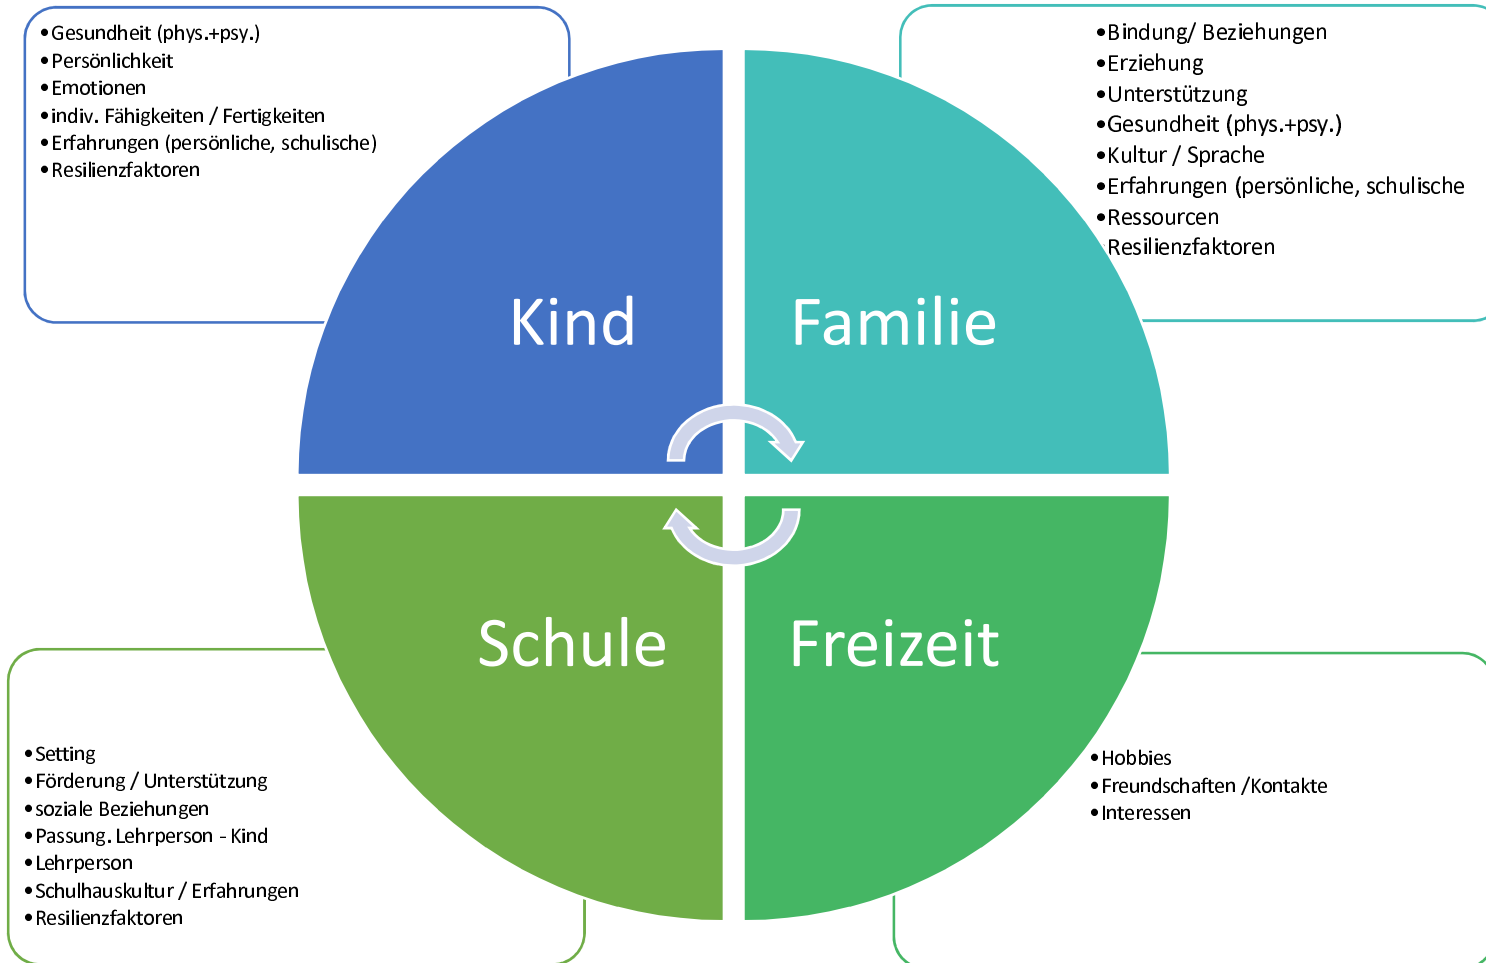 •Gesundheit (phys.+psy.)
•Persönlichkeit
•Emotionen
•indiv. Fähigkeiten / Fertigkeiten
•Erfahrungen (persönliche, schulische)
•Resilienzfaktoren
•Bindung/ Beziehungen
•Erziehung
•Unterstützung
•Gesundheit (phys.+psy.)
•Kultur / Sprache
•Erfahrungen (persönliche, schulische
•Ressourcen
•Resilienzfaktoren
Kind
Familie
Schule
Freizeit
•Setting
•Förderung / Unterstützung
•soziale Beziehungen
•Passung. Lehrperson - Kind
•Lehrperson
•Schulhauskultur / Erfahrungen
•Resilienzfaktoren
•Hobbies
•Freundschaften /Kontakte
•Interessen